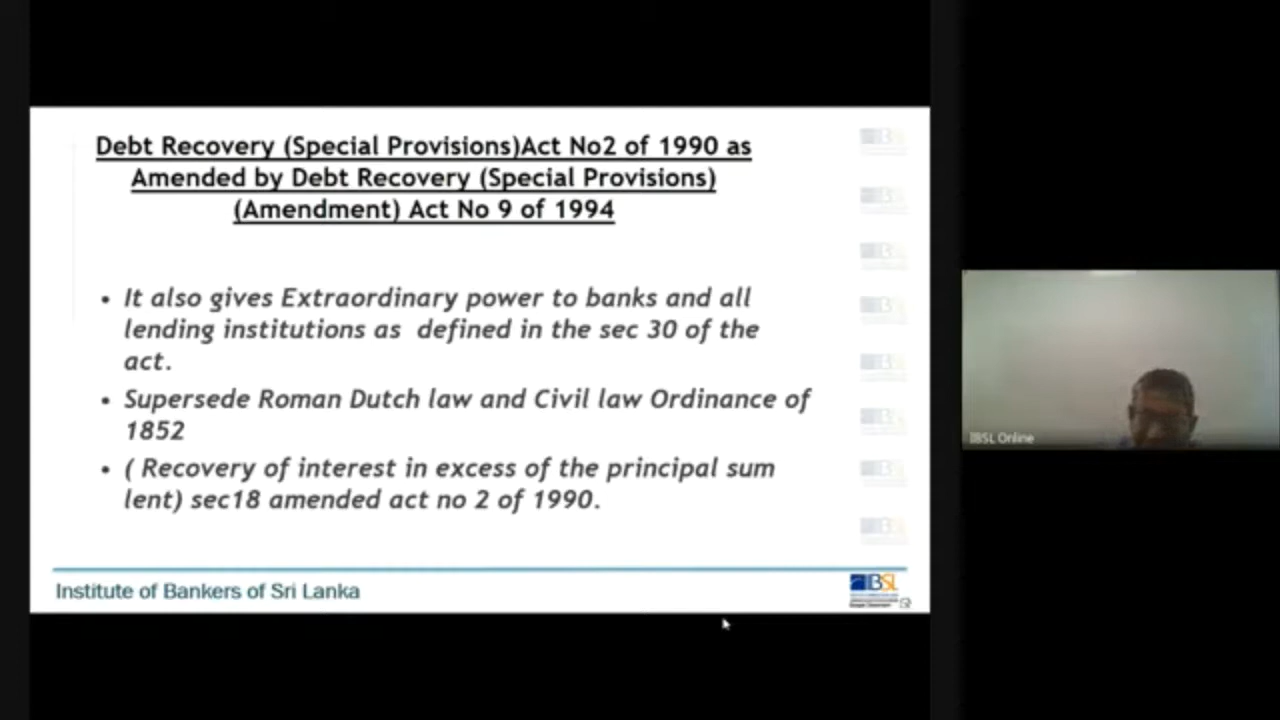 Debt Recovery (Special Provisions)Act No2 of 1990 as
Amended by Debt Recovery (Special Provisions)
(Amendment) Act No 9 of 1994
• It also gives Extraordinary power to banks and all
lending institutions as defined in the sec 30 of the
act.
• Supersede Roman Dutch law and Civil law Ordinance of
1852
• ( Recovery of interest in excess of the principal sum
lent) sec18 amended act no 2 of 1990.
Institute of Bankers of Sri Lanka
IBSL
IBSL Online